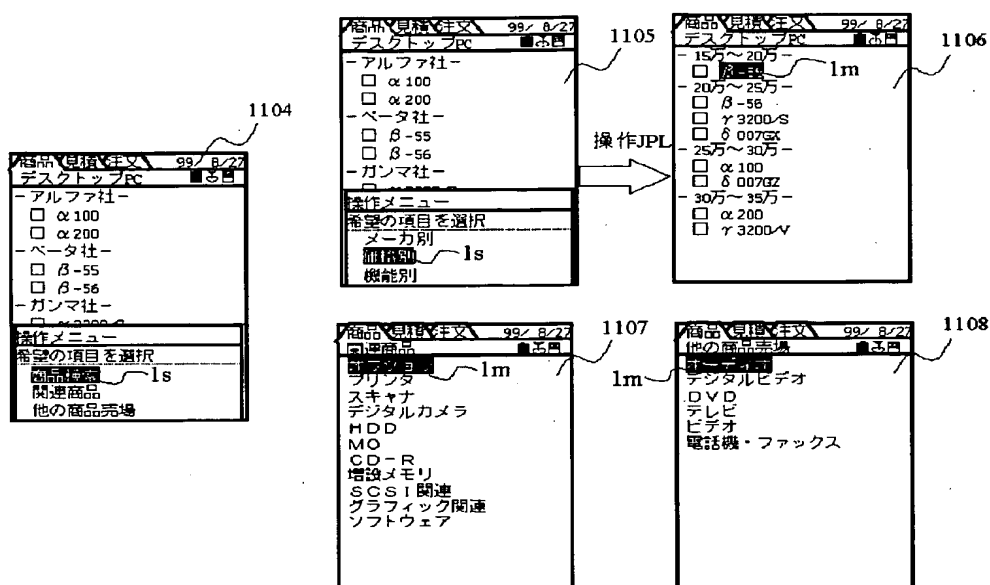 1104
商品 見積 注文 99/ 8/27
デスクトップPC
-アルファ社-
□ α100
□ α200
-ベータ社-
□ β-55
□ β-56
-ガンマ社-
操作メニュー
希望の項目を選択
商品検索
1s
関連商品
他の商品売場
1105
商品 見積 注文 99/ 8/27
デスクトップPC
-アルファ社-
□ α100
□ α200
-ベータ社-
□ β-55
□ β-56
-ガンマ社-
操作メニュー
希望の項目を選択
メーカ別
価格別
1s
機能別
操作JPL
1106
商品 見積 注文 99/ 8/27
デスクトップPC
- 15万~20万-
□ β-55
1m
- 20万~25万-
□ β-56
□ γ3200/S
□ δ007GX
- 25万~30万-
□ α100
□ δ007GZ
- 30万~35万-
□ α200
□ γ3200/V
1107
商品 見積 注文 99/ 8/27
関連商品
オプション
1m
プリンタ
スキャナ
デジタルカメラ
HDD
MO
CD-R
増設メモリ
SCSI関連
グラフィック関連
ソフトウェア
1108
商品 見積 注文 99/ 8/27
他の商品売場
1m
オーディオ
デジタルビデオ
DVD
テレビ
ビデオ
電話機・ファックス